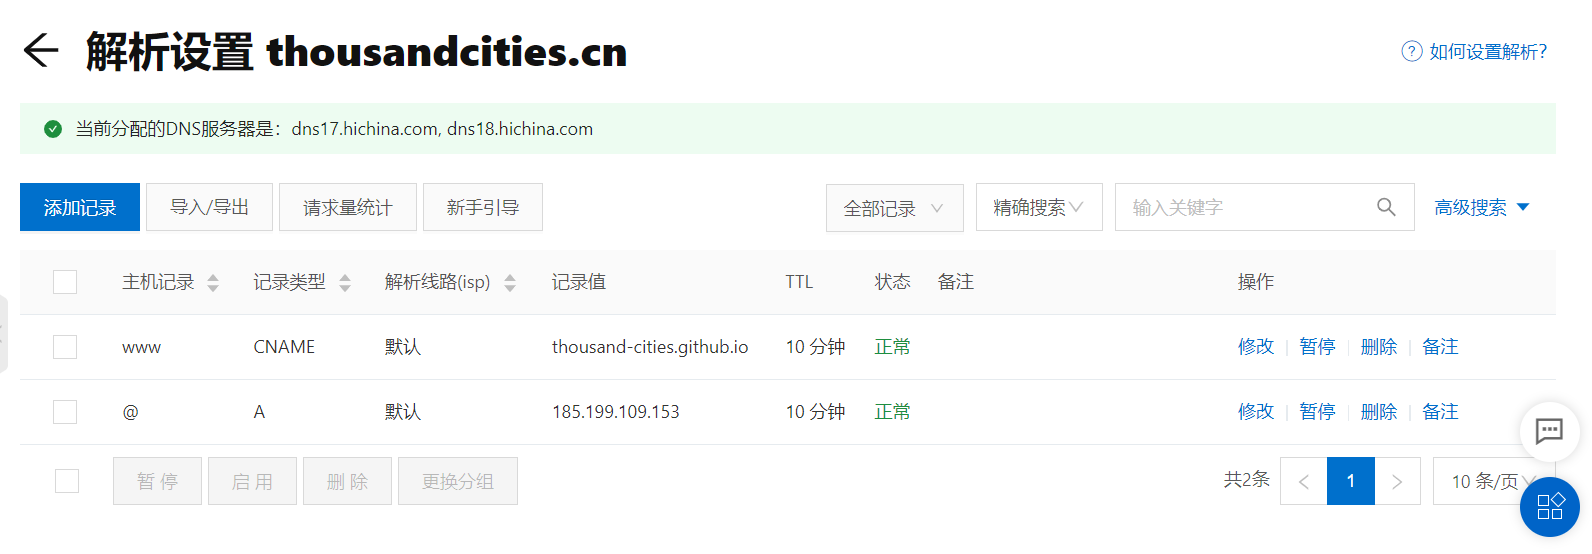 解析设置 thousandcities.cn
? 如何设置解析?
当前分配的DNS服务器是：dns17.hichina.com, dns18.hichina.com
添加记录 导入/导出 请求量统计 新手引导 全部记录 精确搜索 输入关键字 高级搜索
主机记录 记录类型 解析线路(isp) 记录值 TTL 状态 备注 操作
www CNAME 默认 thousand-cities.github.io 10 分钟 正常 修改 暂停 删除 备注
@ A 默认 185.199.109.153 10 分钟 正常 修改 暂停 删除 备注
暂 停 启 用 删 除 更换分组 共2条 < 1 > 10 条/页